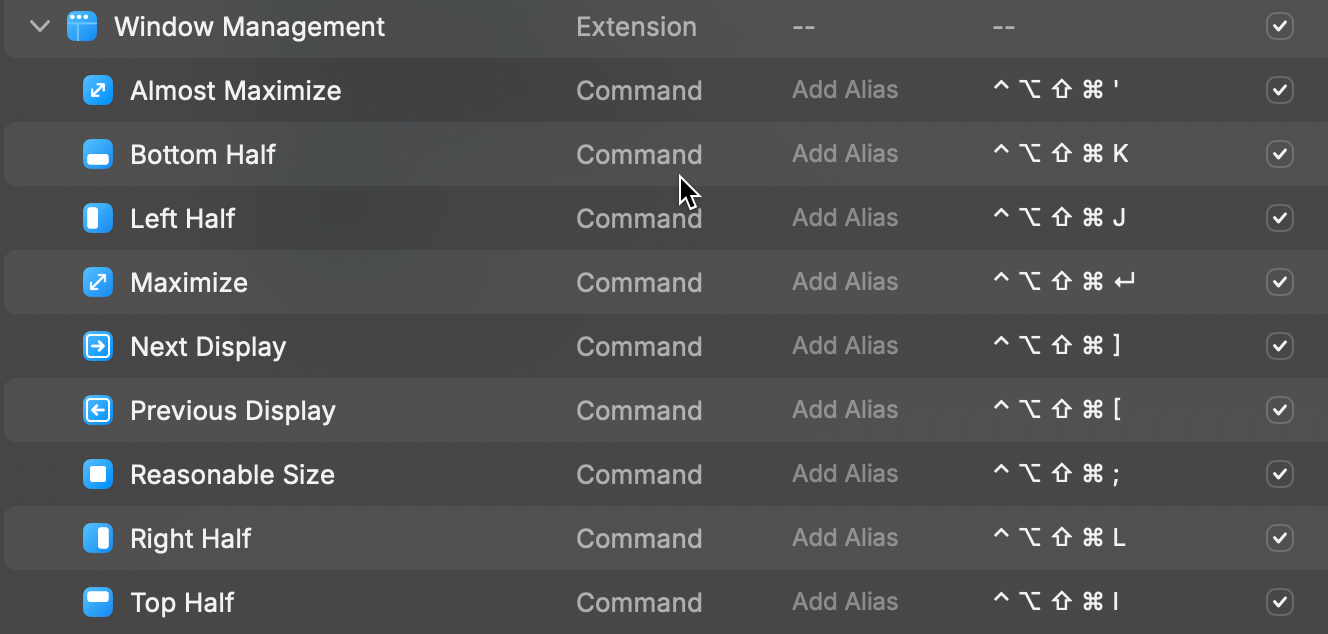 Window Management Extension -- --
Almost Maximize Command Add Alias ^ ⌥ ⇧ ⌘ '
Bottom Half Command Add Alias ^ ⌥ ⇧ ⌘ K
Left Half Command Add Alias ^ ⌥ ⇧ ⌘ J
Maximize Command Add Alias ^ ⌥ ⇧ ⌘ ↵
Next Display Command Add Alias ^ ⌥ ⇧ ⌘ ]
Previous Display Command Add Alias ^ ⌥ ⇧ ⌘ [
Reasonable Size Command Add Alias ^ ⌥ ⇧ ⌘ ;
Right Half Command Add Alias ^ ⌥ ⇧ ⌘ L
Top Half Command Add Alias ^ ⌥ ⇧ ⌘ I